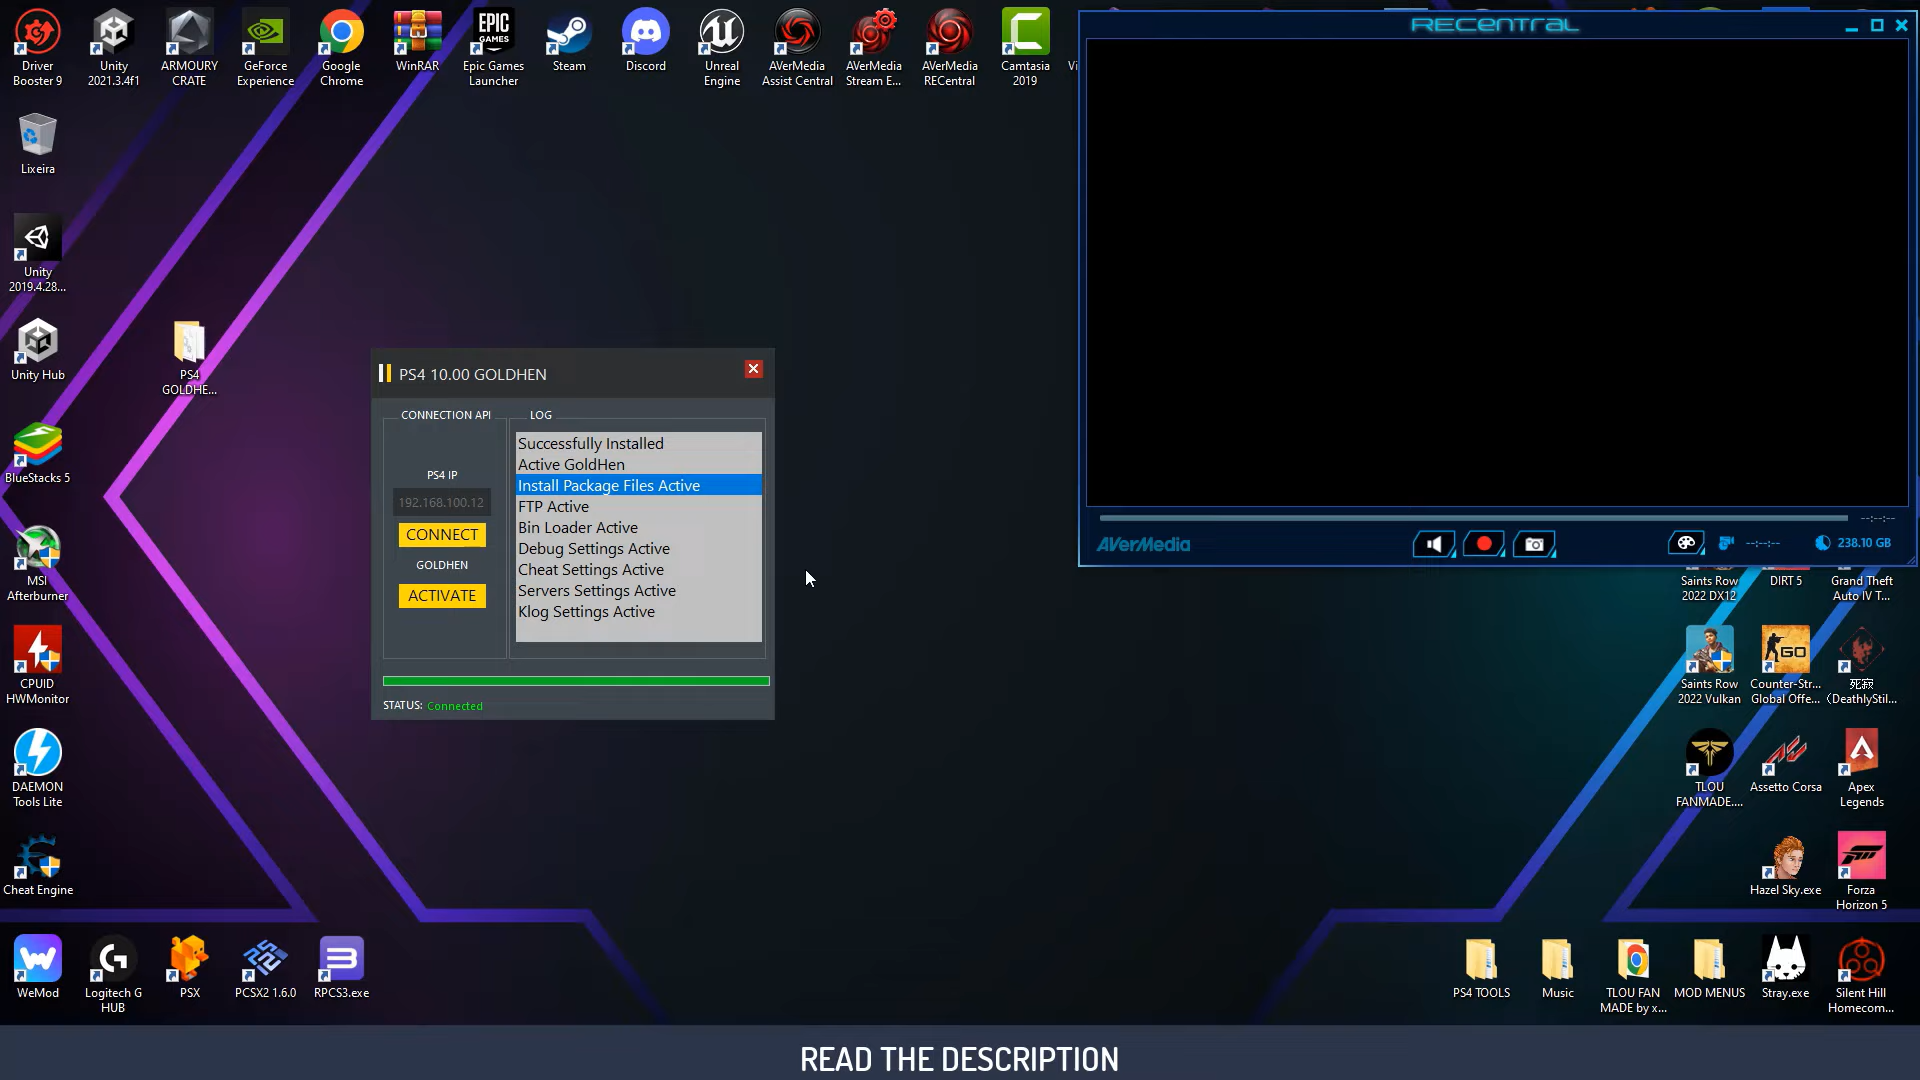 Driver
Booster 9
Unity
2021.3.4f1
ARMOURY
CRATE
GeForce
Experience
Google
Chrome
WinRAR
EPIC
GAMES
Epic Games
Launcher
Steam
Discord
Unreal
Engine
AVerMedia
Assist Central
AVerMedia
Stream E...
AVerMedia
RECentral
Camtasia
2019
Vi
RECENTRAL
Lixeira
Unity
2019.4.28...
Unity Hub
PS4
GOLDHE...
BlueStacks 5
MSI
Afterburner
CPUID
HWMonitor
DAEMON
Tools Lite
Cheat Engine
PS4 10.00 GOLDHEN
CONNECTION API
PS4 IP
192.168.100.12
CONNECT
GOLDHEN
ACTIVATE
LOG
Successfully Installed
Active GoldHen
Install Package Files Active
FTP Active
Bin Loader Active
Debug Settings Active
Cheat Settings Active
Servers Settings Active
Klog Settings Active
STATUS: Connected
--:--:--
AVerMedia
--:--:--
238.10 GB
Saints Row
2022 DX12
DIRT 5
Grand Theft
Auto IV T...
Saints Row
2022 Vulkan
GO
Counter-Str...
Global Offe...
死寂
(DeathlyStil...
TLOU
FANMADE....
Assetto Corsa
Apex
Legends
Hazel Sky.exe
Forza
Horizon 5
WeMod
Logitech G
HUB
PSX
PCSX2 1.6.0
RPCS3.exe
PS4 TOOLS
Music
TLOU FAN
MADE by x...
MOD MENUS
Stray.exe
Silent Hill
Homecom...
READ THE DESCRIPTION